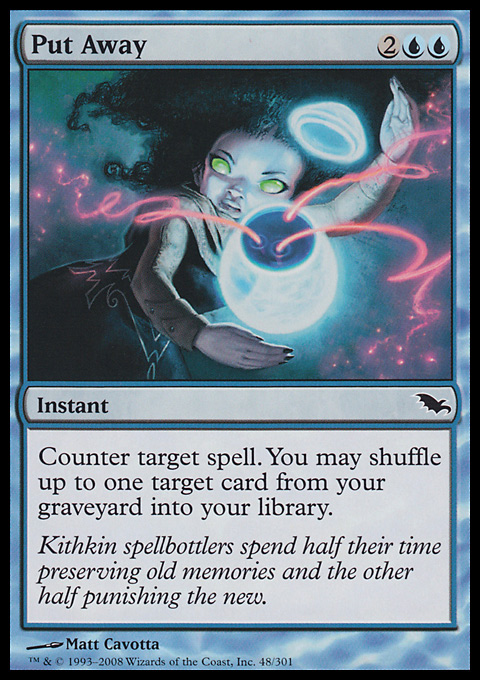 Put Away 2
Instant
Counter target spell. You may shuffle
up to one target card from your
graveyard into your library.
Kithkin spellbottlers spend half their time
preserving old memories and the other
half punishing the new.
Matt Cavotta
™ & © 1993–2008 Wizards of the Coast, Inc. 48/301